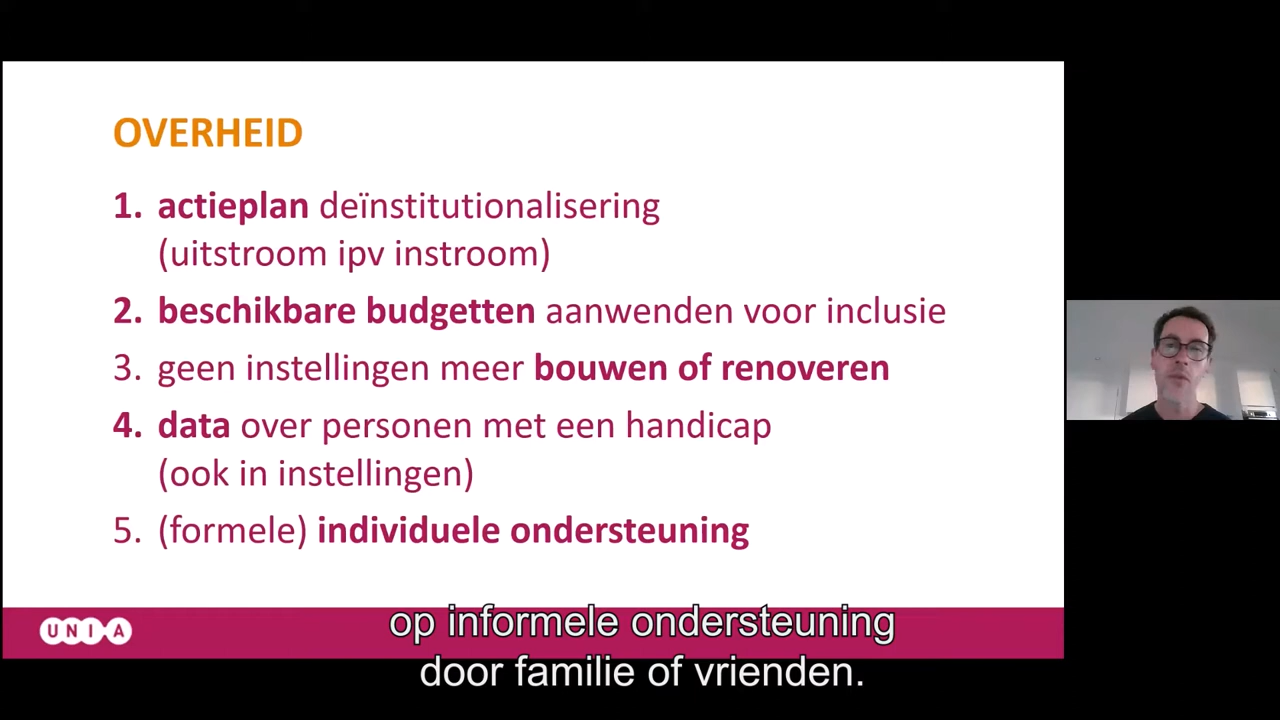 OVERHEID
1. actieplan deïnstitutionalisering
(uitstroom ipv instroom)
2. beschikbare budgetten aanwenden voor inclusie
3. geen instellingen meer bouwen of renoveren
4. data over personen met een handicap
(ook in instellingen)
5. (formele) individuele ondersteuning
UNIA
op informele ondersteuning
door familie of vrienden.